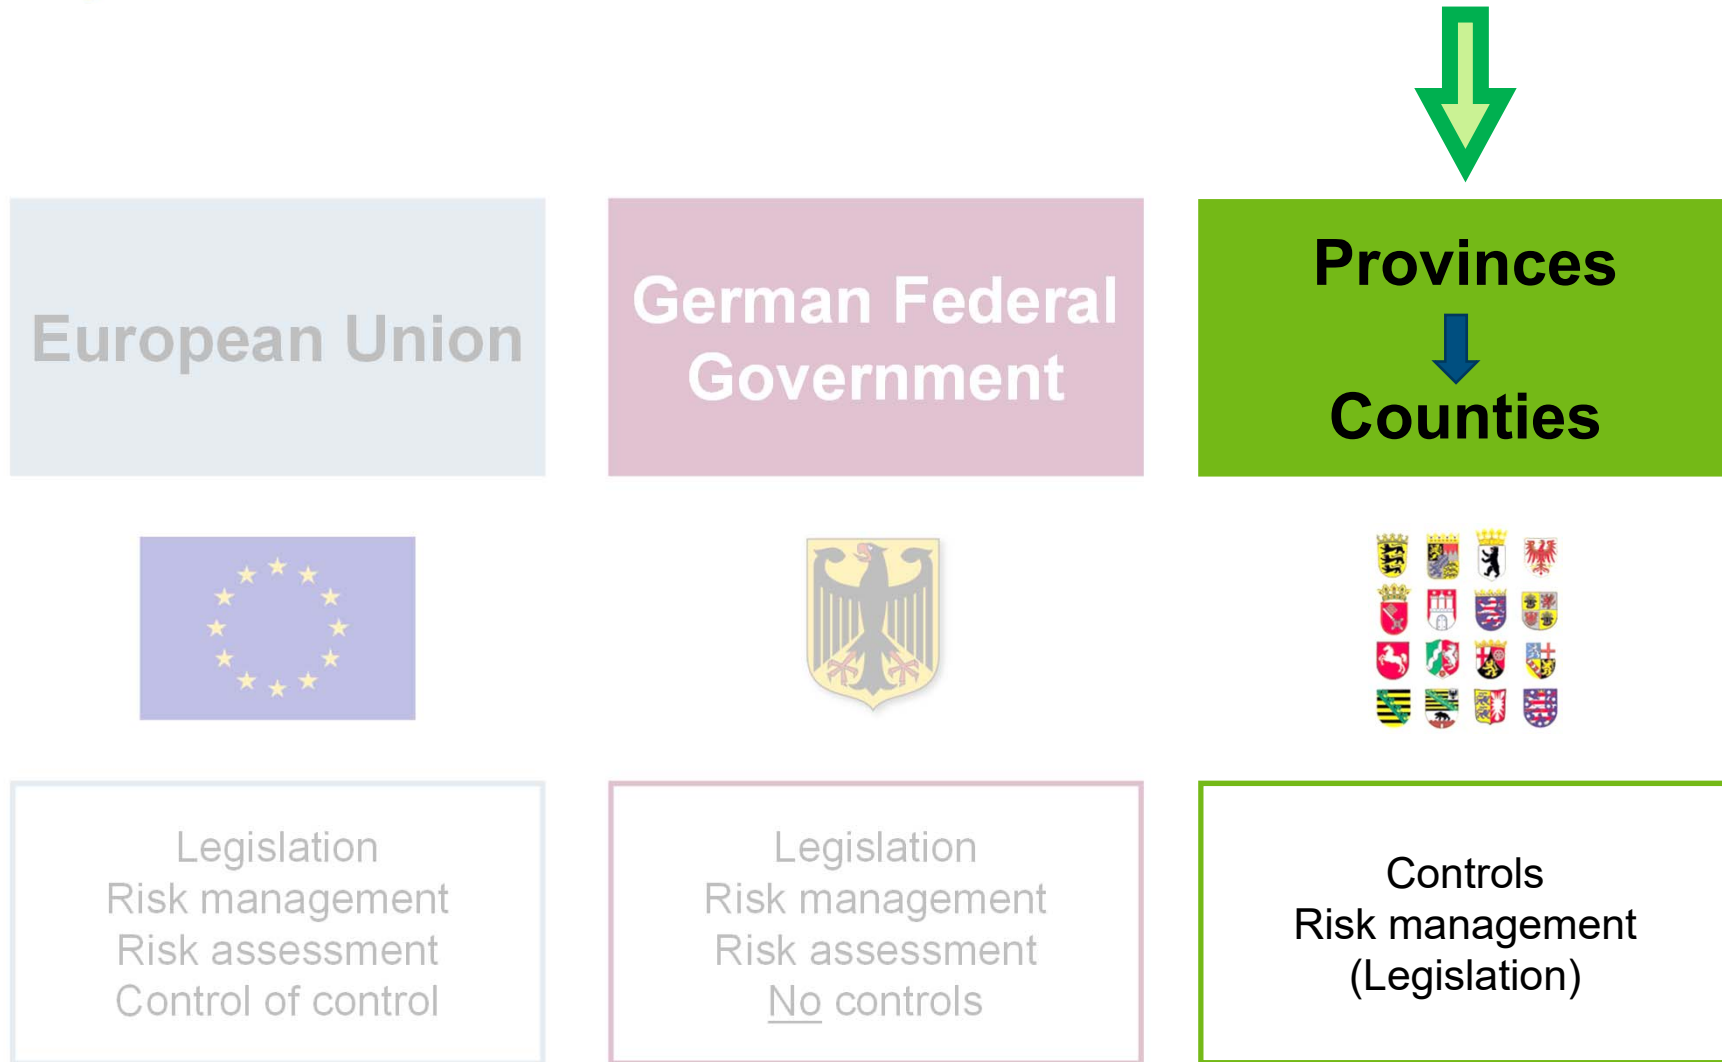 European Union
German Federal
Government
Provinces
Counties
Legislation
Risk management
Risk assessment
Control of control
Legislation
Risk management
Risk assessment
No controls
Controls
Risk management
(Legislation)